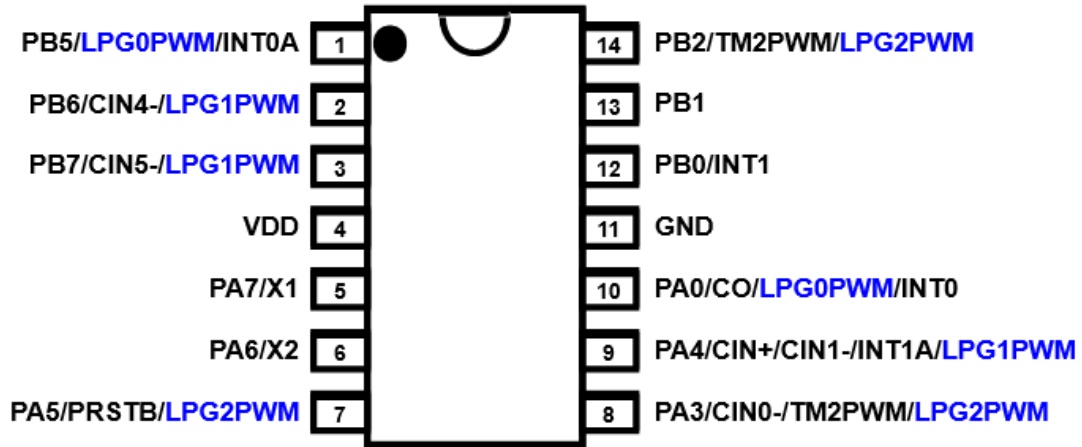 PB5/LPG0PWM/INT0A 1 14 PB2/TM2PWM/LPG2PWM
PB6/CIN4-/LPG1PWM 2 13 PB1
PB7/CIN5-/LPG1PWM 3 12 PB0/INT1
VDD 4 11 GND
PA7/X1 5 10 PA0/CO/LPG0PWM/INT0
PA6/X2 6 9 PA4/CIN+/CIN1-/INT1A/LPG1PWM
PA5/PRSTB/LPG2PWM 7 8 PA3/CIN0-/TM2PWM/LPG2PWM